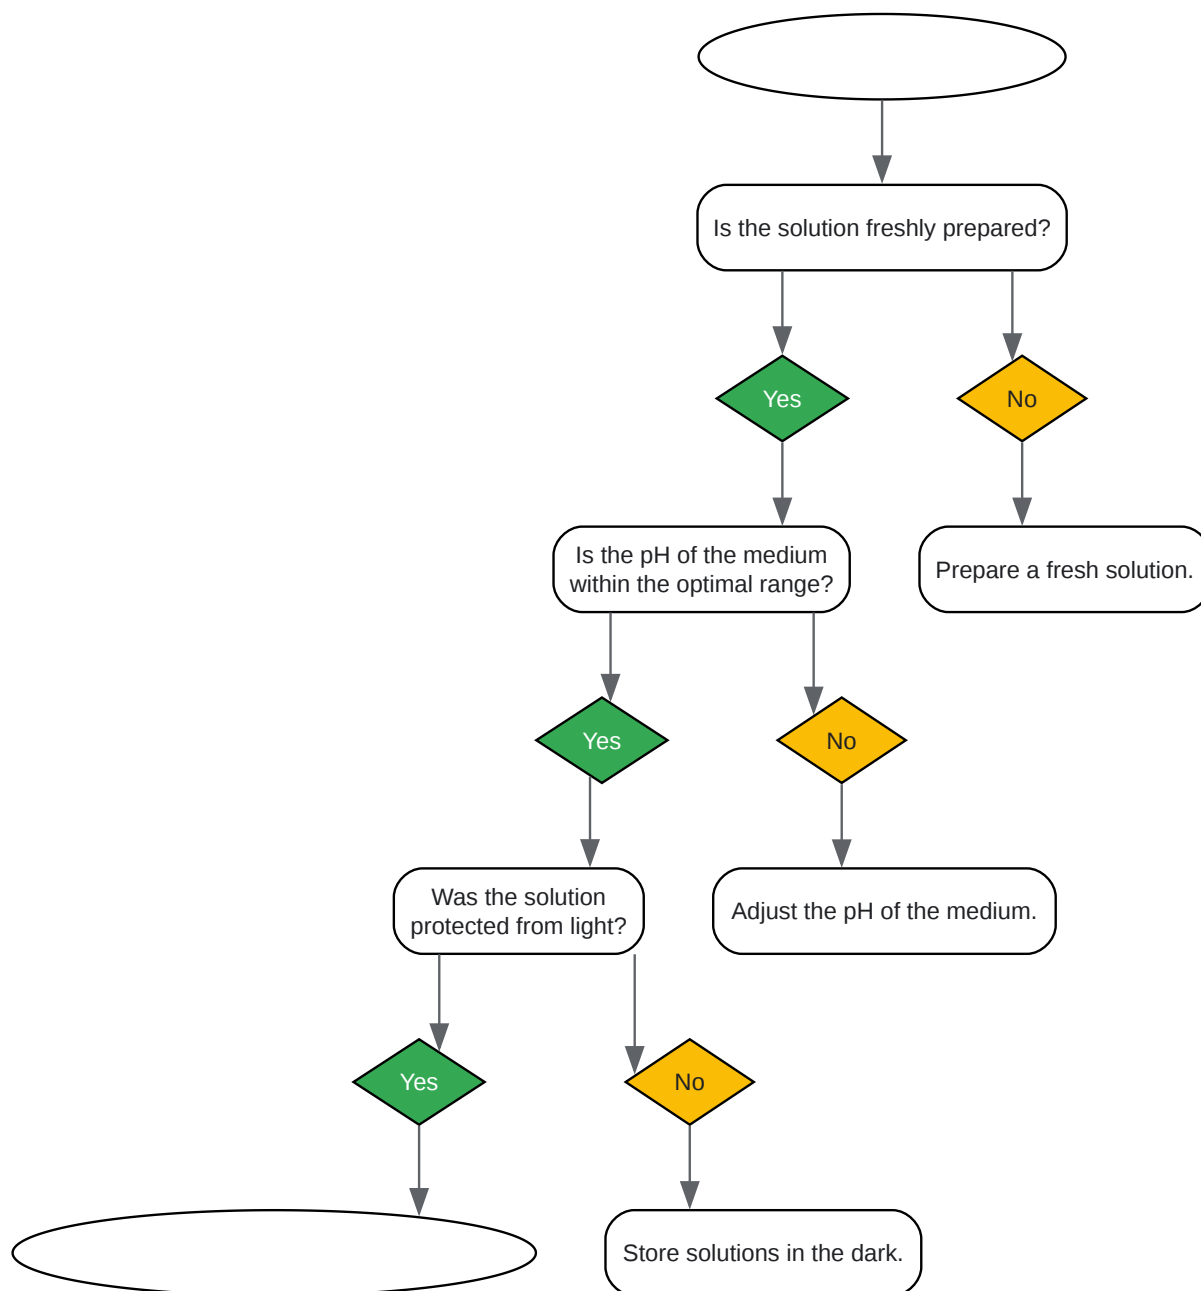 Is the solution freshly prepared?
Yes
No
Is the pH of the medium
within the optimal range?
Prepare a fresh solution.
Yes
No
Was the solution
protected from light?
Adjust the pH of the medium.
Yes
No
Store solutions in the dark.